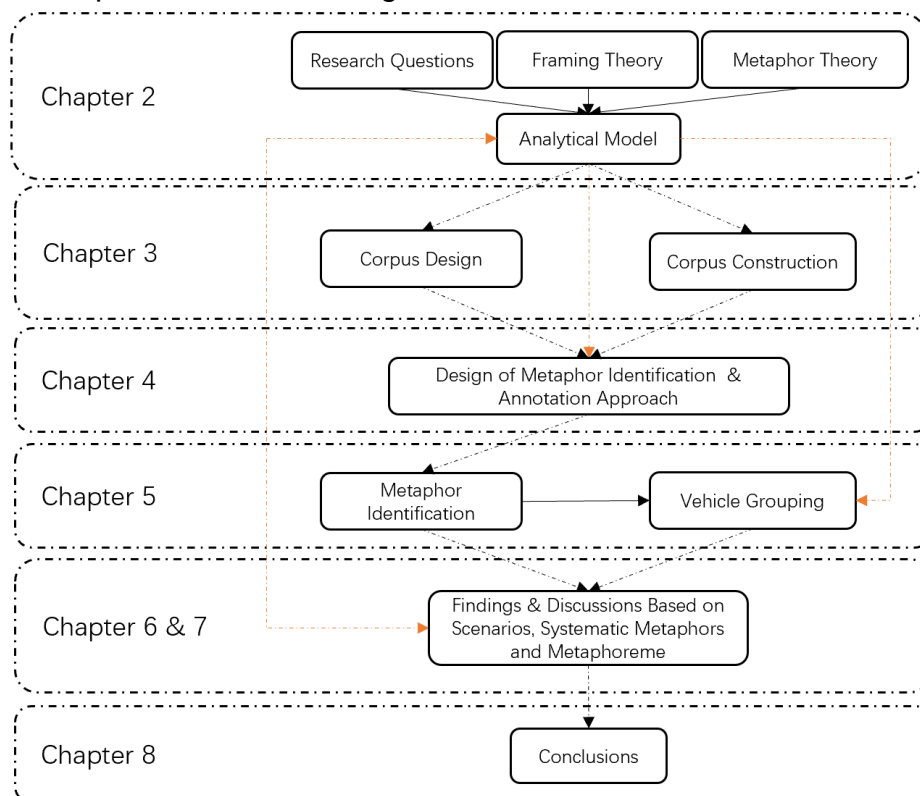 Research Questions
Framing Theory
Metaphor Theory
Chapter 2
Analytical Model
Chapter 3
Corpus Design
Corpus Construction
Chapter 4
Design of Metaphor Identification &
Annotation Approach
Chapter 5
Metaphor
Identification
Vehicle Grouping
Chapter 6 & 7
Findings & Discussions Based on
Scenarios, Systematic Metaphors
and Metaphoreme
Chapter 8
Conclusions